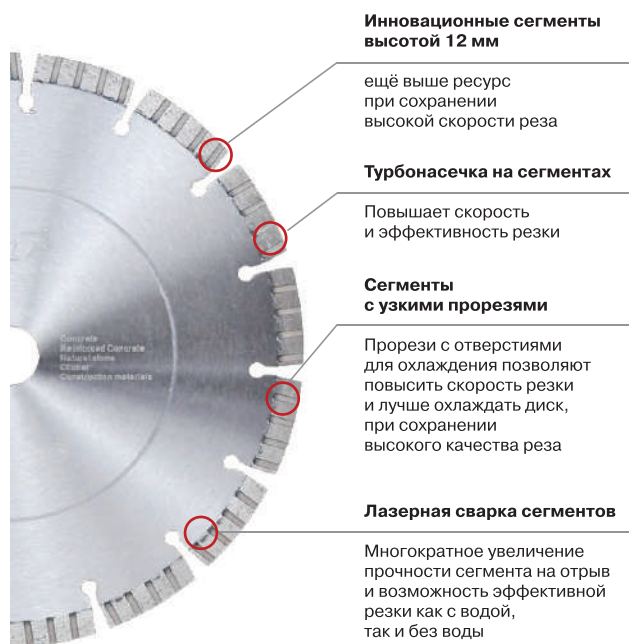 Инновационные сегменты
высотой 12 мм
ещё выше ресурс
при сохранении
высокой скорости реза
Турбонасечка на сегментах
Повышает скорость
и эффективность резки
Сегменты
с узкими прорезями
Прорези с отверстиями
для охлаждения позволяют
повысить скорость резки
и лучше охлаждать диск,
при сохранении
высокого качества реза
Лазерная сварка сегментов
Многократное увеличение
прочности сегмента на отрыв
и возможность эффективной
резки как с водой,
так и без воды
Concrete
Reinforced Concrete
Natural stone
Clinker
Construction materials